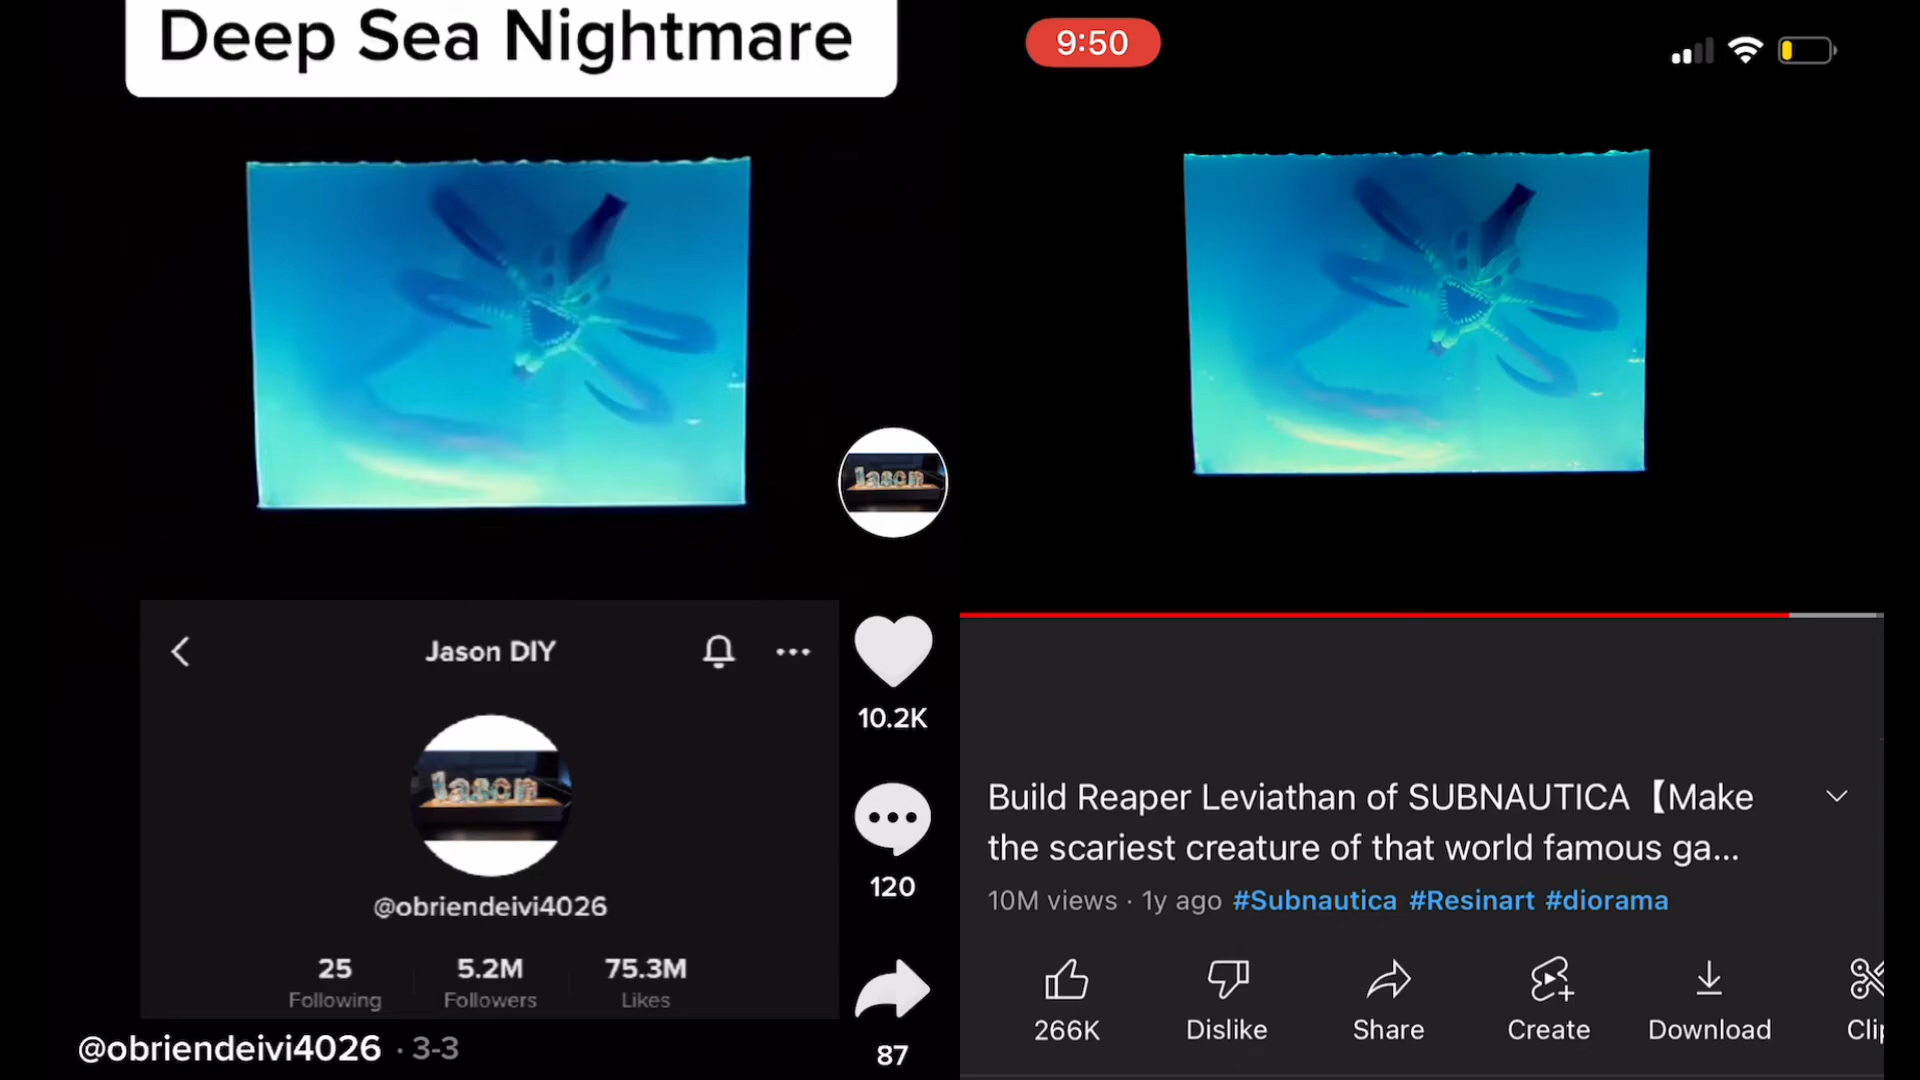 Deep Sea Nightmare
Jason
Jason DIY
10.2K
Jason
120
@obriendeivi4026
25
5.2M
75.3M
Following
Followers
Likes
@obriendeivi4026 · 3-3
87
9:50
Build Reaper Leviathan of SUBNAUTICA【Make
the scariest creature of that world famous ga...
10M views · 1y ago #Subnautica #Resinart #diorama
266K
Dislike
Share
Create
Download
Clip